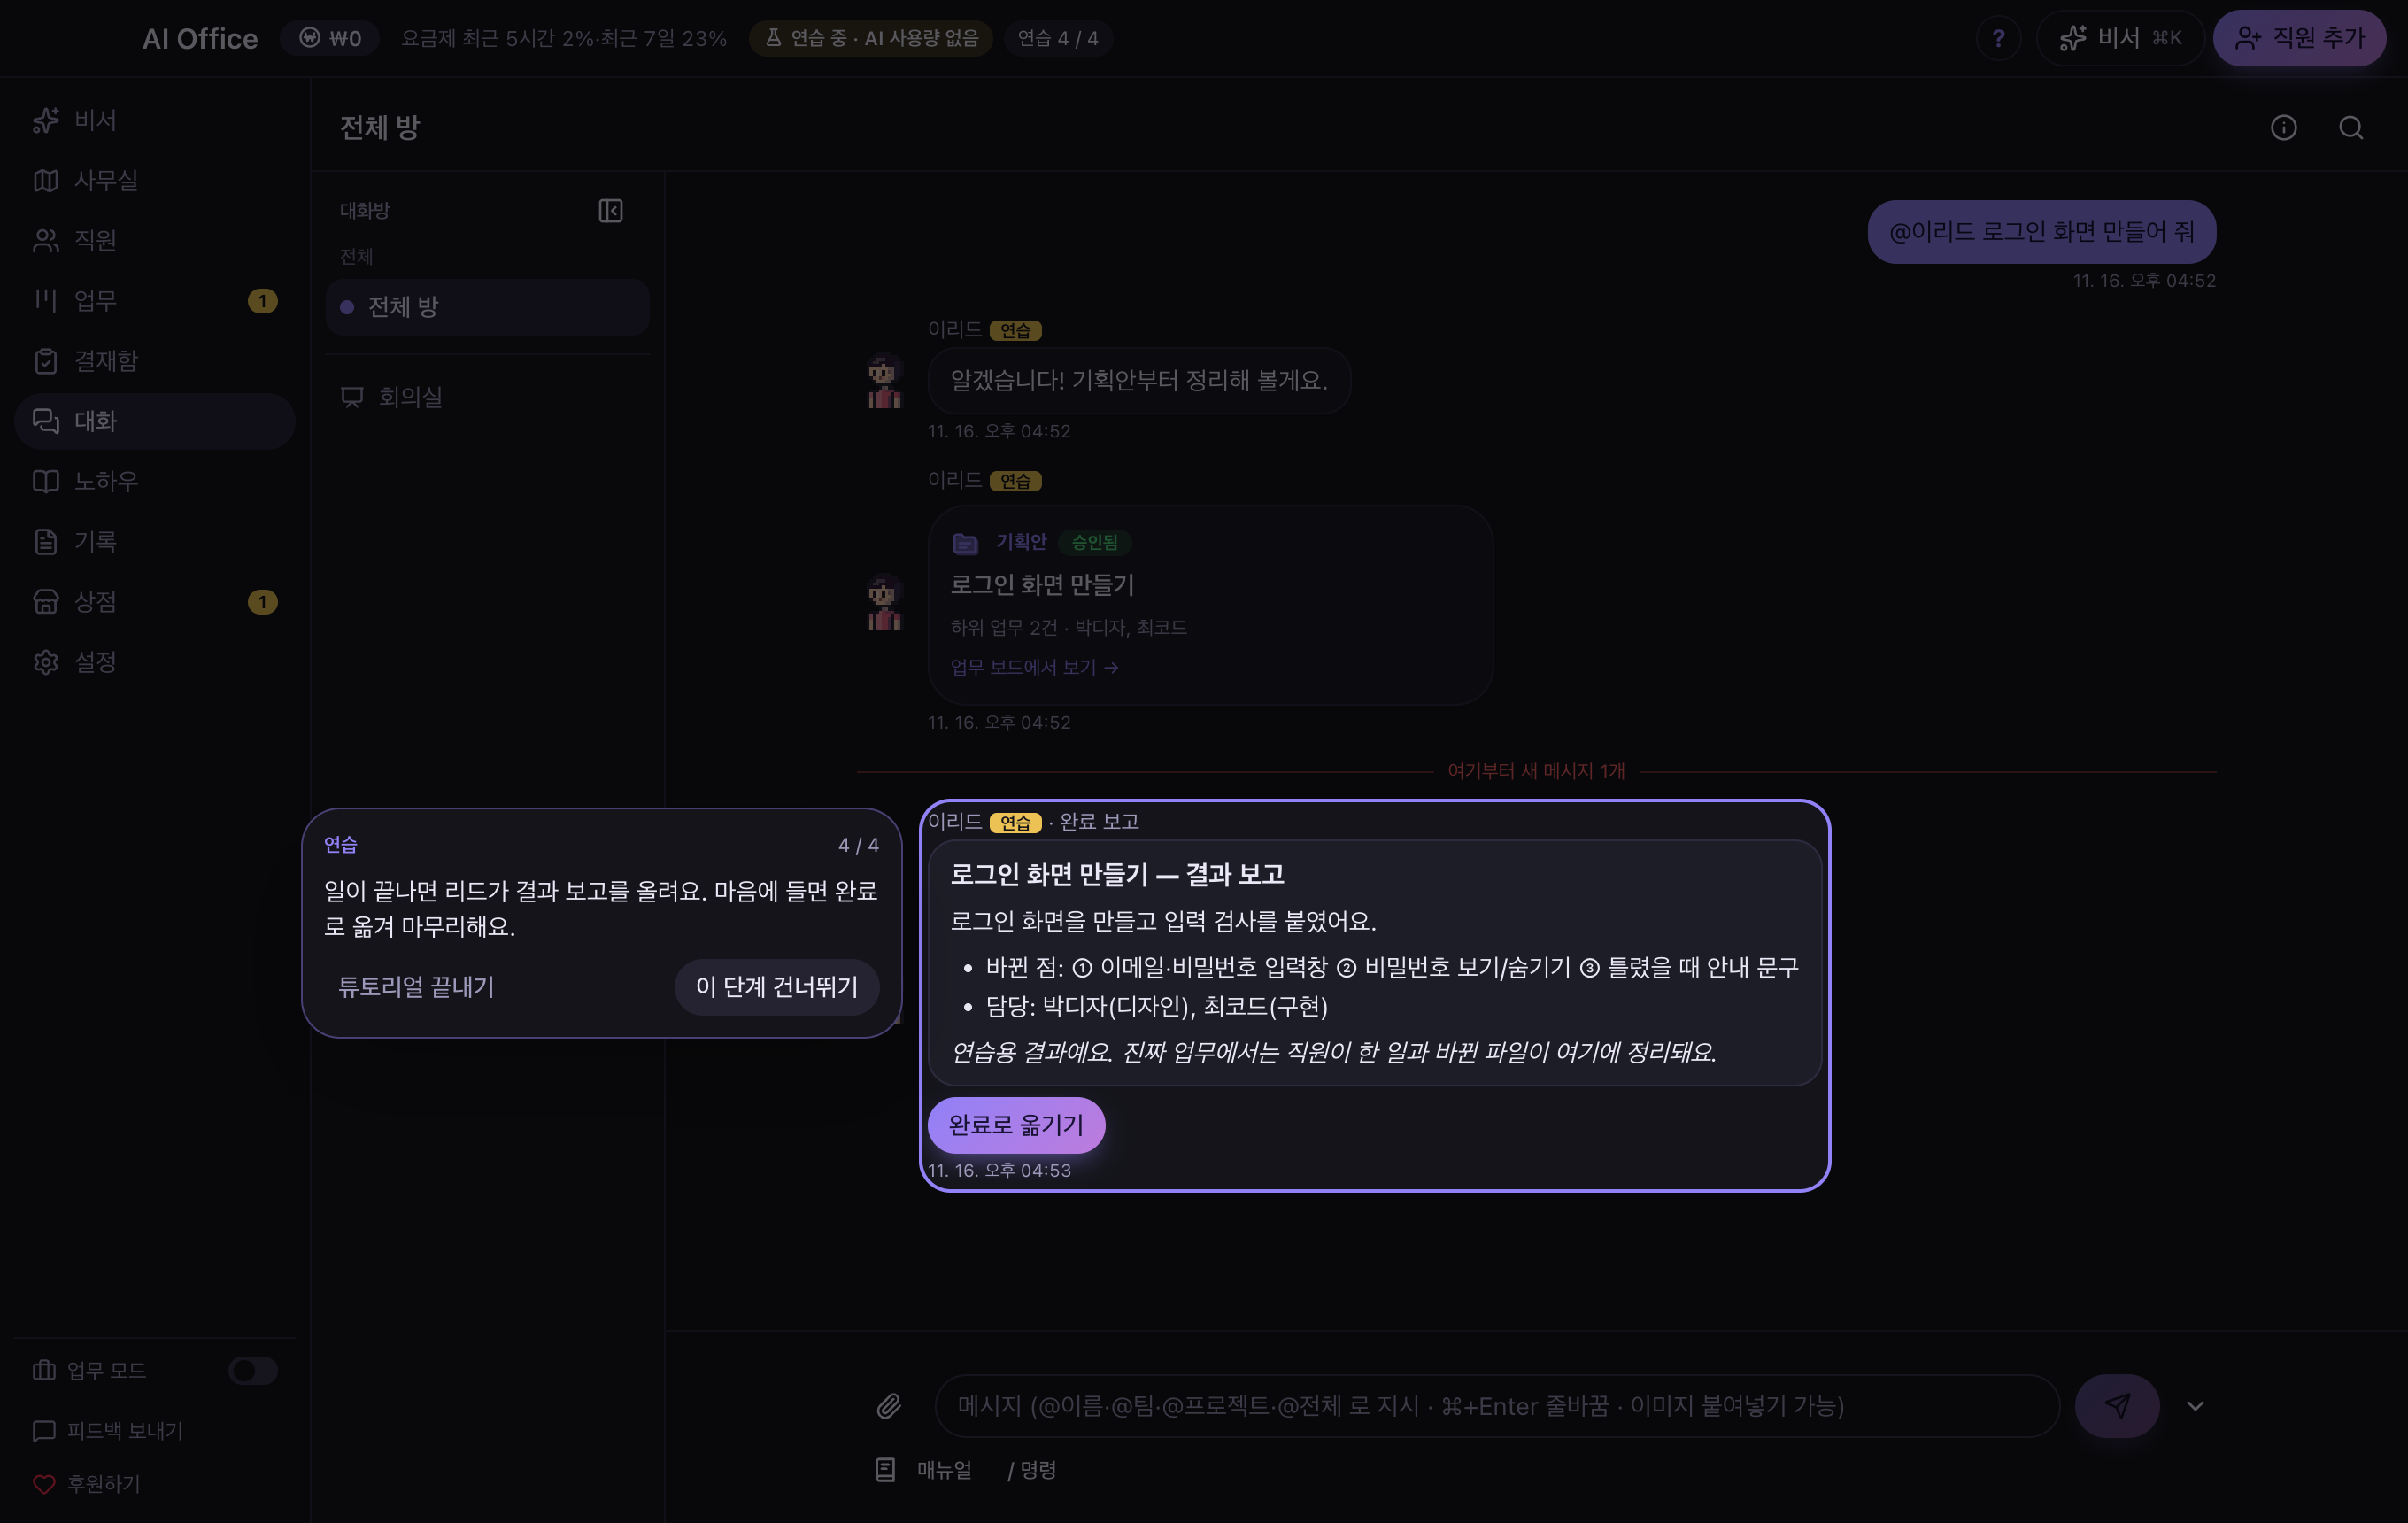 AI Office
₩0
요금제 최근 5시간 2%·최근 7일 23%
연습 중 · AI 사용량 없음
연습 4 / 4
?
비서 ⌘K
직원 추가
비서
사무실
직원
업무 1
결재함
대화
노하우
기록
상점 1
설정
업무 모드
피드백 보내기
후원하기
전체 방
대화방
전체
전체 방
회의실
@이리드 로그인 화면 만들어 줘
11. 16. 오후 04:52
이리드 연습
알겠습니다! 기획안부터 정리해 볼게요.
11. 16. 오후 04:52
이리드 연습
기획안 승인됨
로그인 화면 만들기
하위 업무 2건 · 박디자, 최코드
업무 보드에서 보기 →
11. 16. 오후 04:52
여기부터 새 메시지 1개
연습 4 / 4
일이 끝나면 리드가 결과 보고를 올려요. 마음에 들면 완료
로 옮겨 마무리해요.
튜토리얼 끝내기
이 단계 건너뛰기
이리드 연습 · 완료 보고
로그인 화면 만들기 — 결과 보고
로그인 화면을 만들고 입력 검사를 붙였어요.
• 바뀐 점: ① 이메일·비밀번호 입력창 ② 비밀번호 보기/숨기기 ③ 틀렸을 때 안내 문구
• 담당: 박디자(디자인), 최코드(구현)
연습용 결과예요. 진짜 업무에서는 직원이 한 일과 바뀐 파일이 여기에 정리돼요.
완료로 옮기기
11. 16. 오후 04:53
메시지 (@이름·@팀·@프로젝트·@전체 로 지시 · ⌘+Enter 줄바꿈 · 이미지 붙여넣기 가능)
매뉴얼
/ 명령